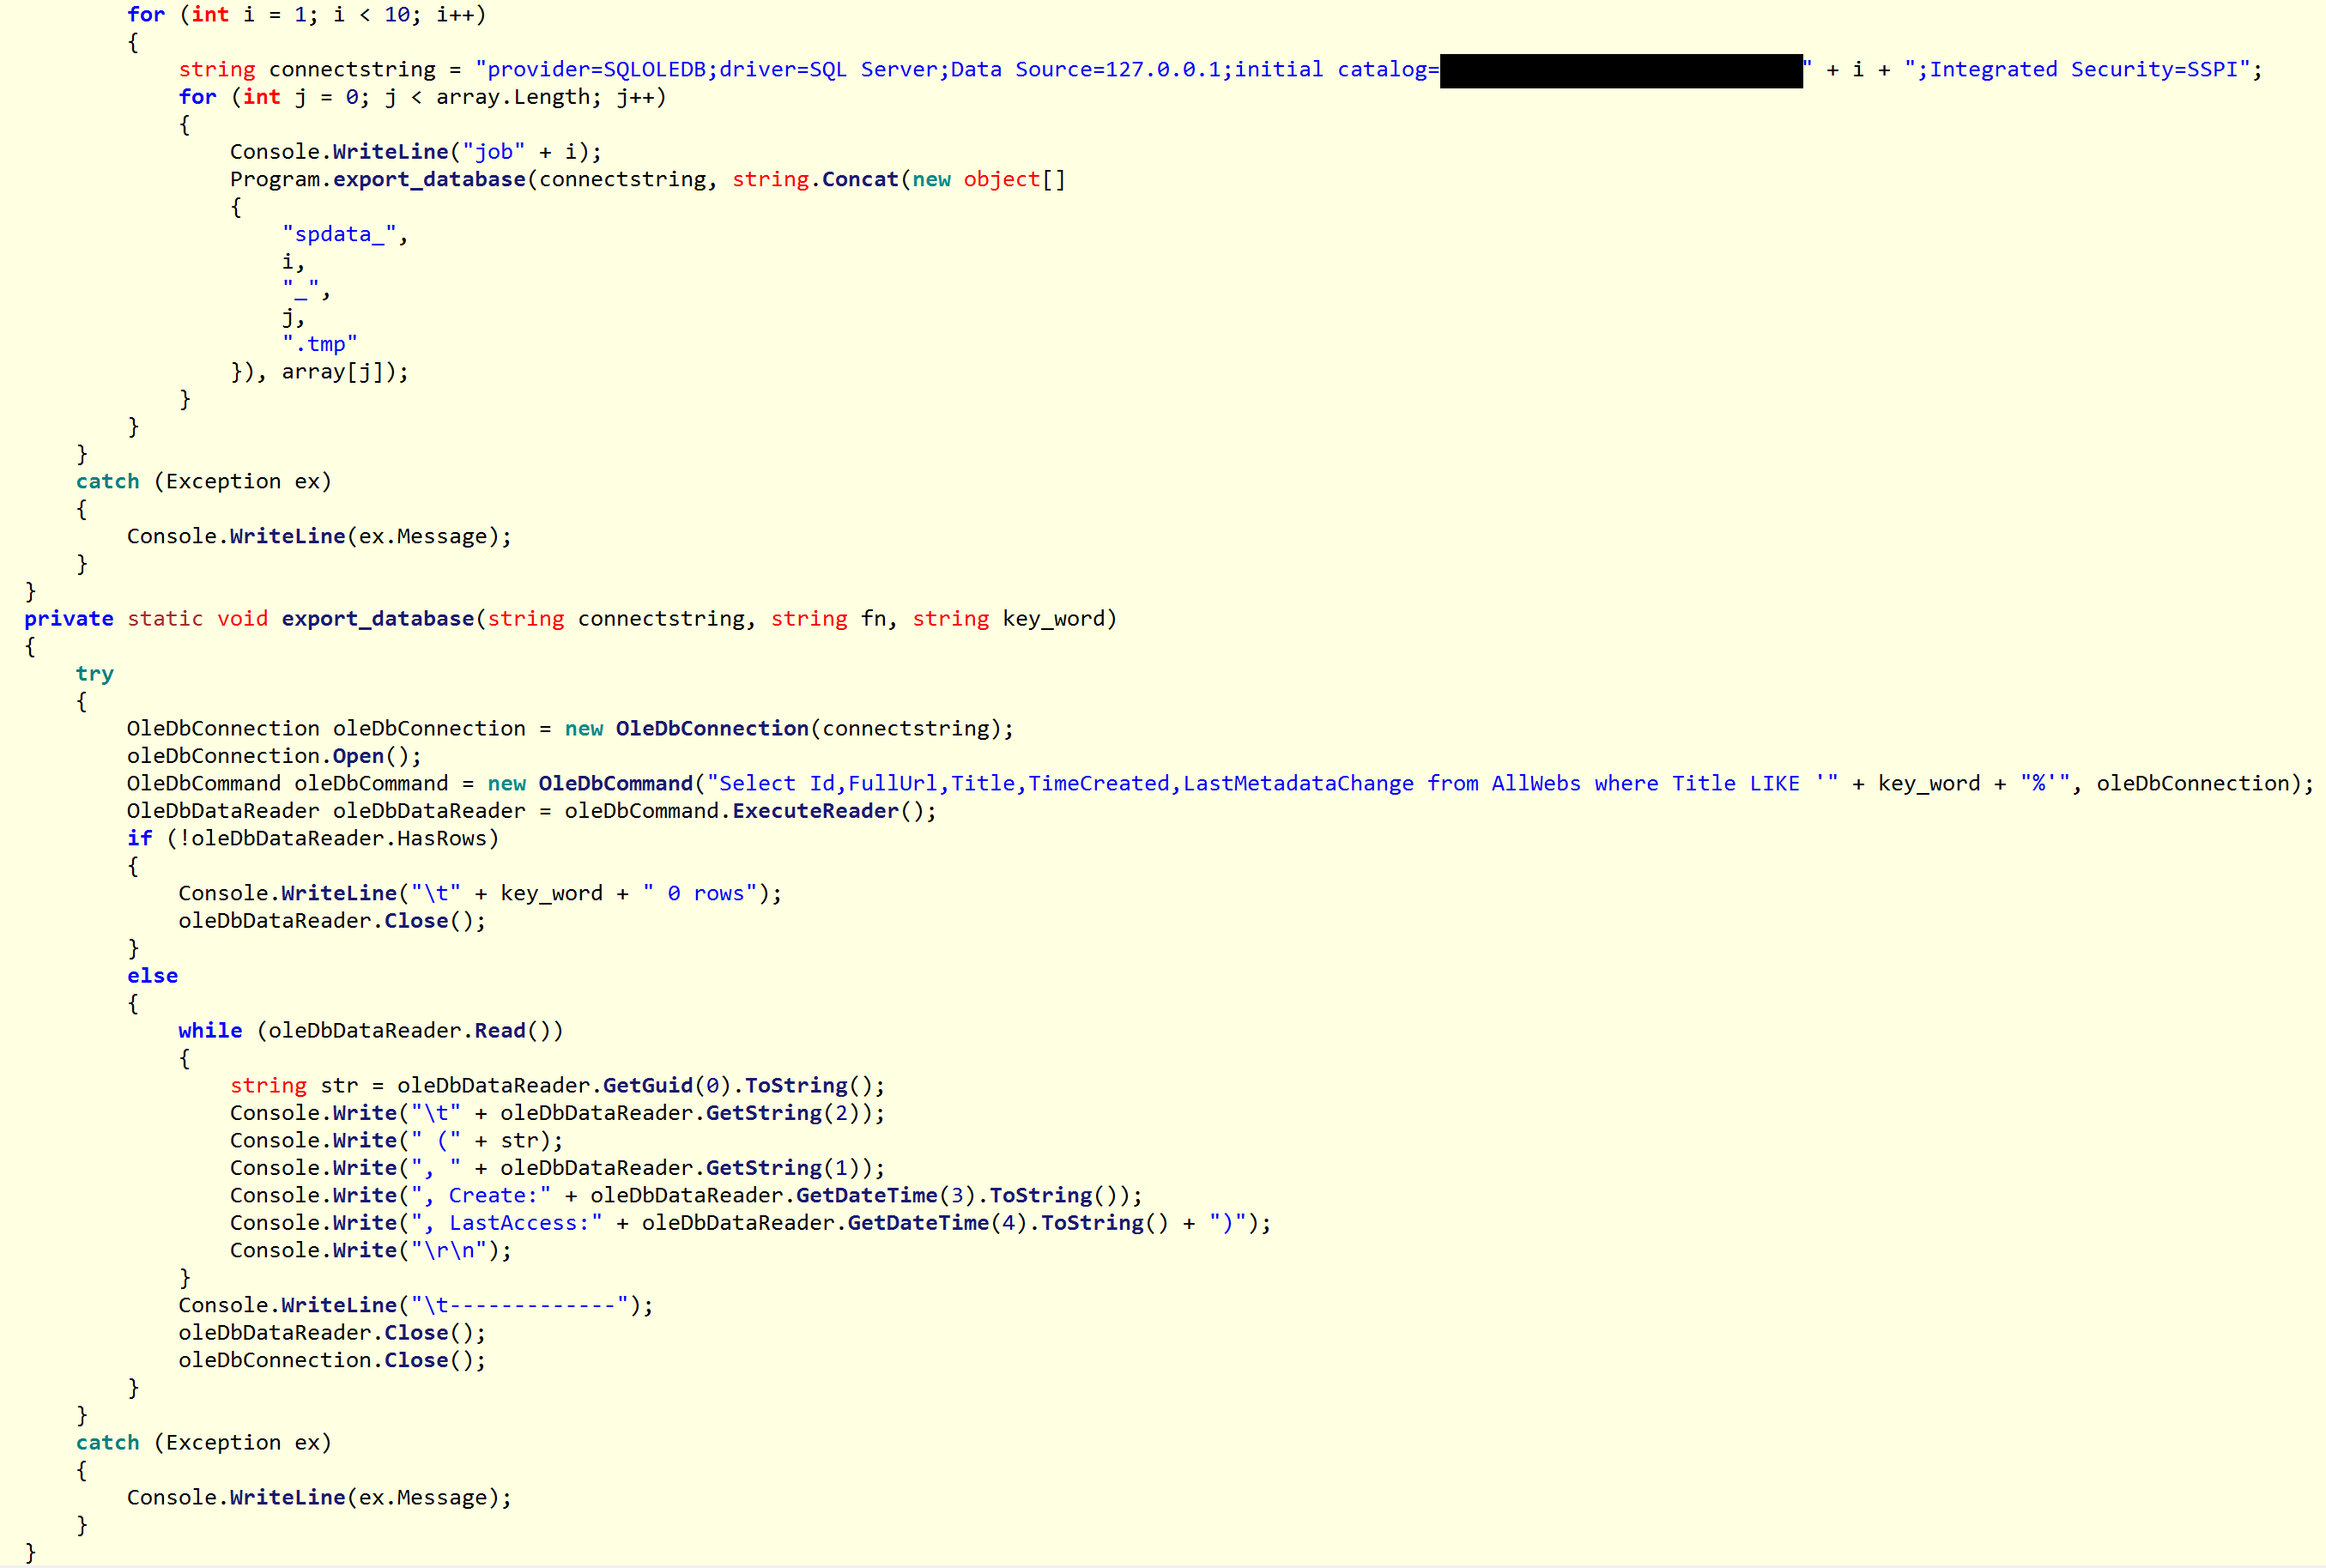 for (int i = 1; i < 10; i++)
{
string connectstring = "provider=SQLOLEDB;driver=SQL Server;Data Source=127.0.0.1;initial catalog=" + i + ";Integrated Security=SSPI";
for (int j = 0; j < array.Length; j++)
{
Console.WriteLine("job" + i);
Program.export_database(connectstring, string.Concat(new object[]
{
"spdata_",
i,
"_",
j,
".tmp"
}), array[j]);
}
}
}
catch (Exception ex)
{
Console.WriteLine(ex.Message);
}
}
private static void export_database(string connectstring, string fn, string key_word)
{
try
{
OleDbConnection oleDbConnection = new OleDbConnection(connectstring);
oleDbConnection.Open();
OleDbCommand oleDbCommand = new OleDbCommand("Select Id,FullUrl,Title,TimeCreated,LastMetadataChange from AllWebs where Title LIKE '" + key_word + "%'", oleDbConnection);
OleDbDataReader oleDbDataReader = oleDbCommand.ExecuteReader();
if (!oleDbDataReader.HasRows)
{
Console.WriteLine("\t" + key_word + " 0 rows");
oleDbDataReader.Close();
}
else
{
while (oleDbDataReader.Read())
{
string str = oleDbDataReader.GetGuid(0).ToString();
Console.Write("\t" + oleDbDataReader.GetString(2));
Console.Write(" (" + str);
Console.Write(", " + oleDbDataReader.GetString(1));
Console.Write(", Create:" + oleDbDataReader.GetDateTime(3).ToString());
Console.Write(", LastAccess:" + oleDbDataReader.GetDateTime(4).ToString() + ")");
Console.Write("\r\n");
}
Console.WriteLine("\t-------------");
oleDbDataReader.Close();
oleDbConnection.Close();
}
}
catch (Exception ex)
{
Console.WriteLine(ex.Message);
}
}